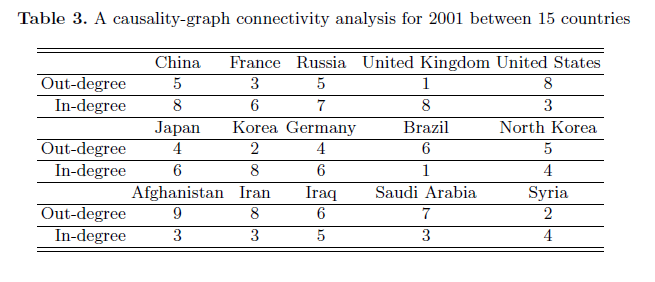 Table 3. A causality-graph connectivity analysis for 2001 between 15 countries
China France Russia United Kingdom United States
Out-degree 5 3 5 1 8
In-degree 8 6 7 8 3
Japan Korea Germany Brazil North Korea
Out-degree 4 2 4 6 5
In-degree 6 8 6 1 4
Afghanistan Iran Iraq Saudi Arabia Syria
Out-degree 9 8 6 7 2
In-degree 3 3 5 3 4